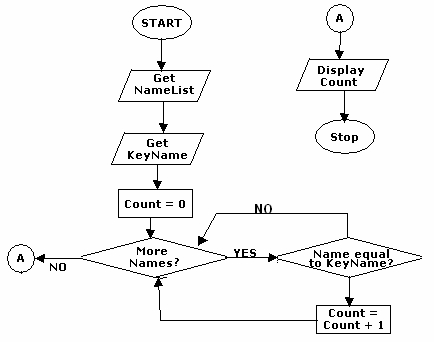 START
Get
NameList
Get
KeyName
Count = 0
More
Names?
NO
A
YES
Name equal
to KeyName?
NO
Count =
Count + 1
A
Display
Count
Stop